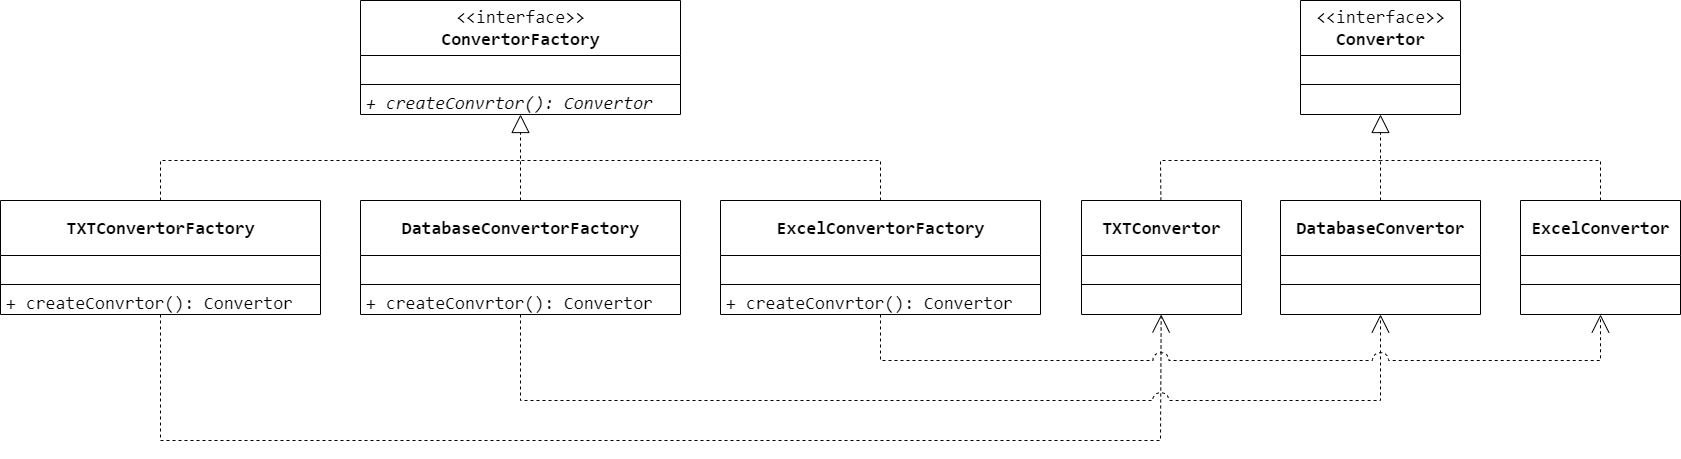 <<interface>>
ConvertorFactory
+ createConvrtor(): Convertor
<<interface>>
Convertor
TXTConvertorFactory
+ createConvrtor(): Convertor
DatabaseConvertorFactory
+ createConvrtor(): Convertor
ExcelConvertorFactory
+ createConvrtor(): Convertor
TXTConvertor
DatabaseConvertor
ExcelConvertor